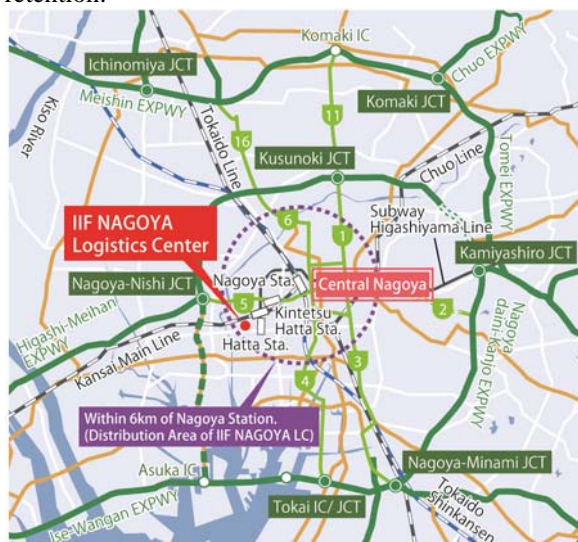 retention.
Komaki IC
Chuo EXPWY
Ichinomiya JCT
Meishin EXPWY
Komaki JCT
Kiso River
Tokaido Line
16
11
Kusunoki JCT
Chuo Line
Tomei EXPWY
Subway
Higashiyama Line
IIF NAGOYA
Logistics Center
6
1
Kamiyashiro JCT
Nagoya-Nishi JCT
Nagoya Sta.
Central Nagoya
5
Kintetsu
Hatta Sta.
2
Higashi-Meihan
EXPWY
Kansai Main Line
Hatta Sta.
Nagoya
daini-Kanjo EXPWY
4
3
Within 6km of Nagoya Station.
(Distribution Area of IIF NAGOYA LC)
Asuka IC
Nagoya-Minami JCT
Ise-Wangan EXPWY
Tokai IC/ JCT
Tokaido
Shinkansen